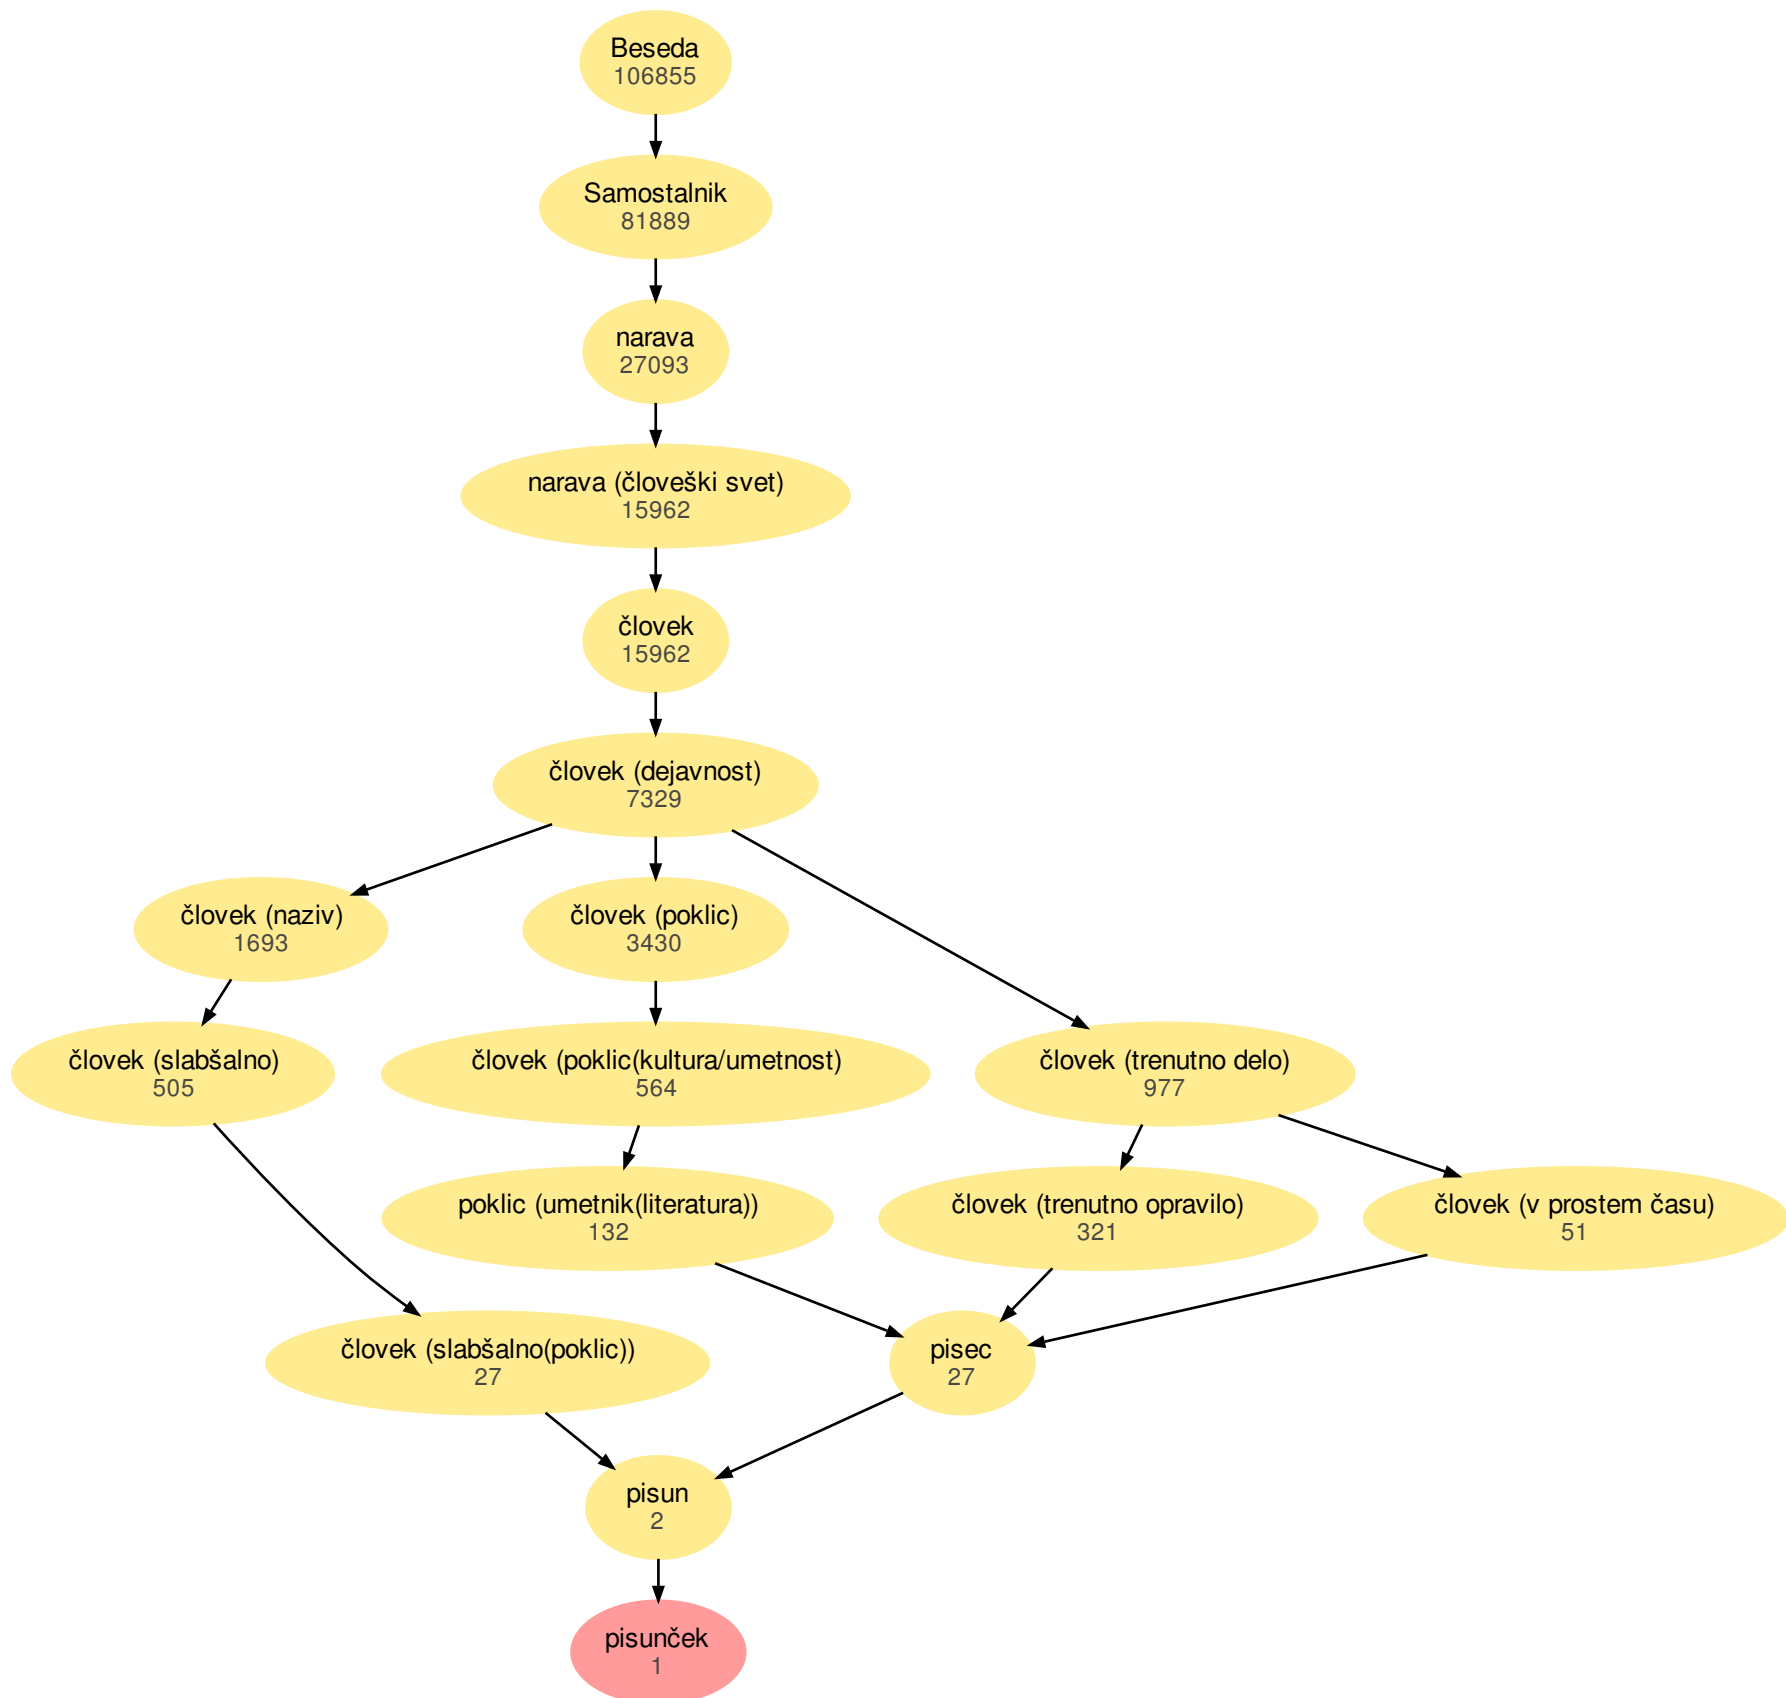 Beseda
106855
Samostalnik
81889
narava
27093
narava (človeški svet)
15962
človek
15962
človek (dejavnost)
7329
človek (naziv)
1693
človek (poklic)
3430
človek (slabšalno)
505
človek (poklic(kultura/umetnost)
564
človek (trenutno delo)
977
poklic (umetnik(literatura))
132
človek (trenutno opravilo)
321
človek (v prostem času)
51
človek (slabšalno(poklic))
27
pisec
27
pisun
2
pisunček
1